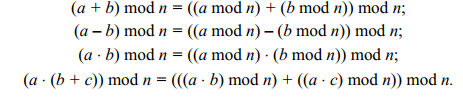 (a + b) mod n = ((a mod n) + (b mod n)) mod n;
(a – b) mod n = ((a mod n) – (b mod n)) mod n;
(a · b) mod n = ((a mod n) · (b mod n)) mod n;
(a · (b + c)) mod n = (((a · b) mod n) + ((a · c) mod n)) mod n.